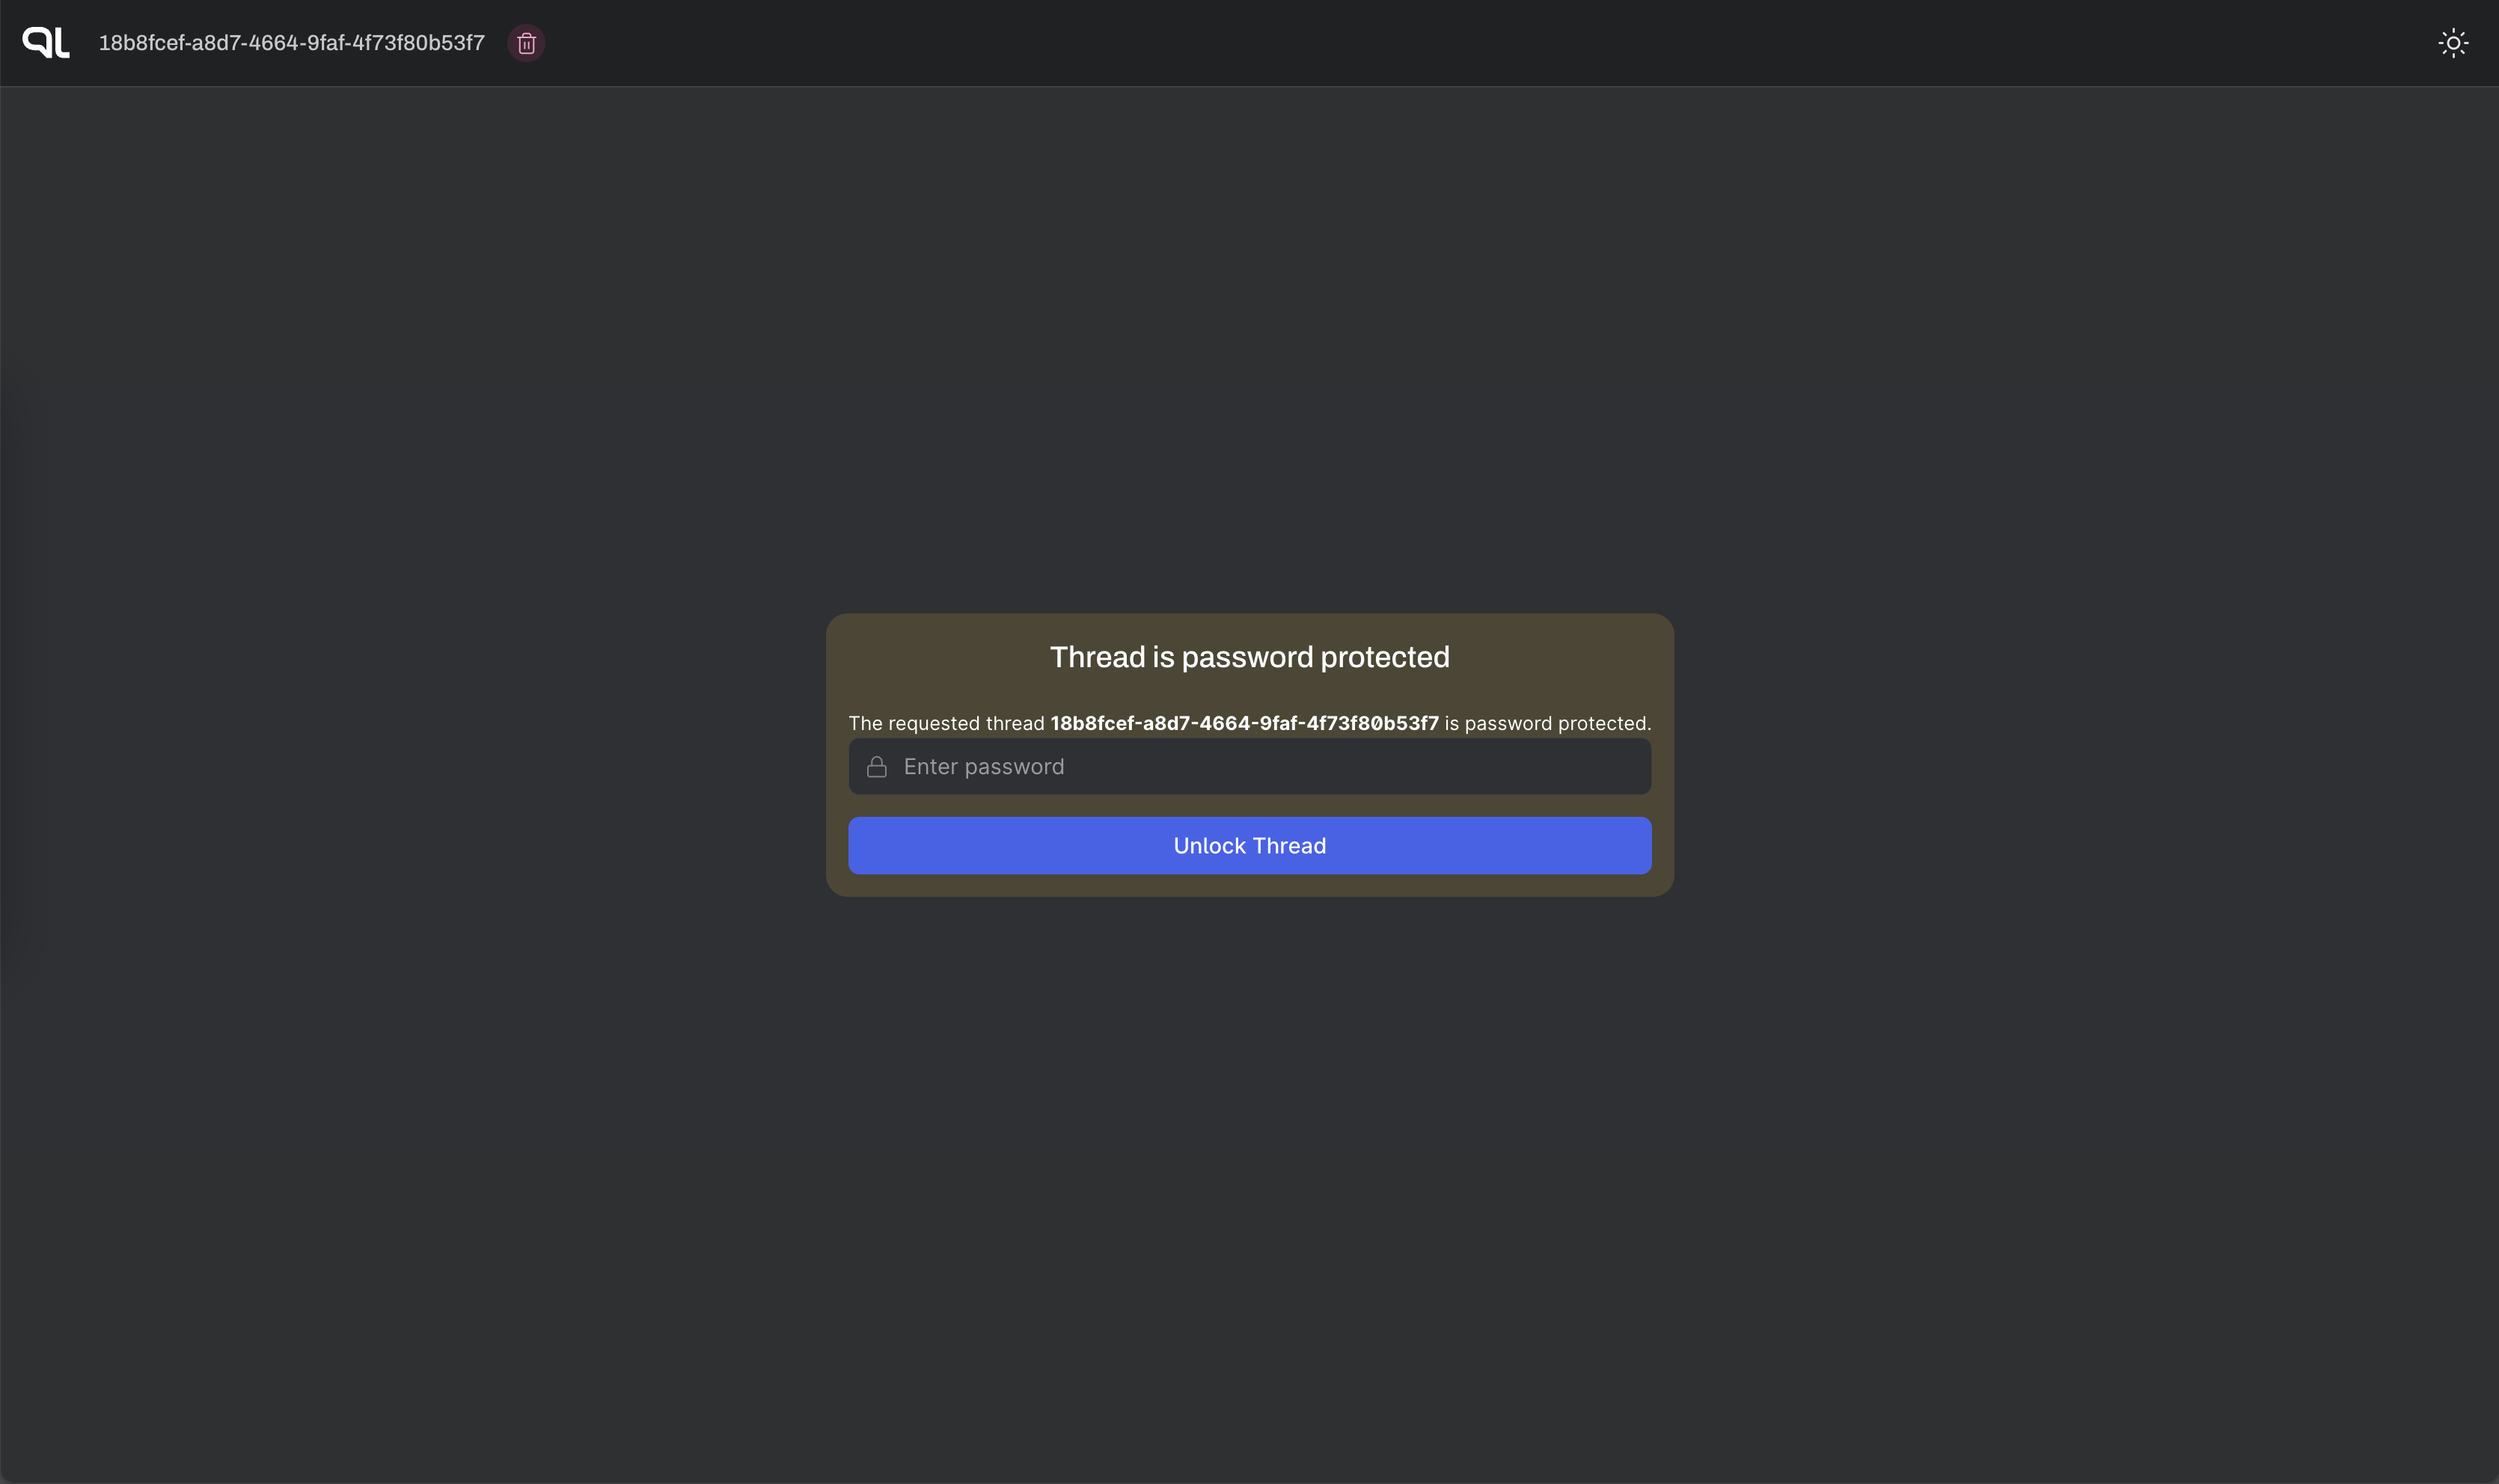 qL 18b8fcef-a8d7-4664-9faf-4f73f80b53f7
Thread is password protected
The requested thread 18b8fcef-a8d7-4664-9faf-4f73f80b53f7 is password protected.
Enter password
Unlock Thread